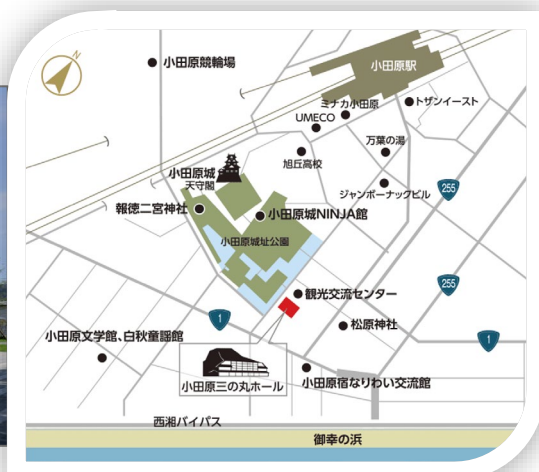 N
小田原競輪場
小田原駅
ミナカ小田原
トザンイースト
UMECO
旭丘高校
万葉の湯
小田原城
天守閣
ジャンボーナックビル
255
報徳二宮神社
小田原城NINJA館
小田原城址公園
255
観光交流センター
1
松原神社
1
小田原文学館、白秋童謡館
小田原三の丸ホール
小田原宿なりわい交流館
西湘バイパス
御幸の浜